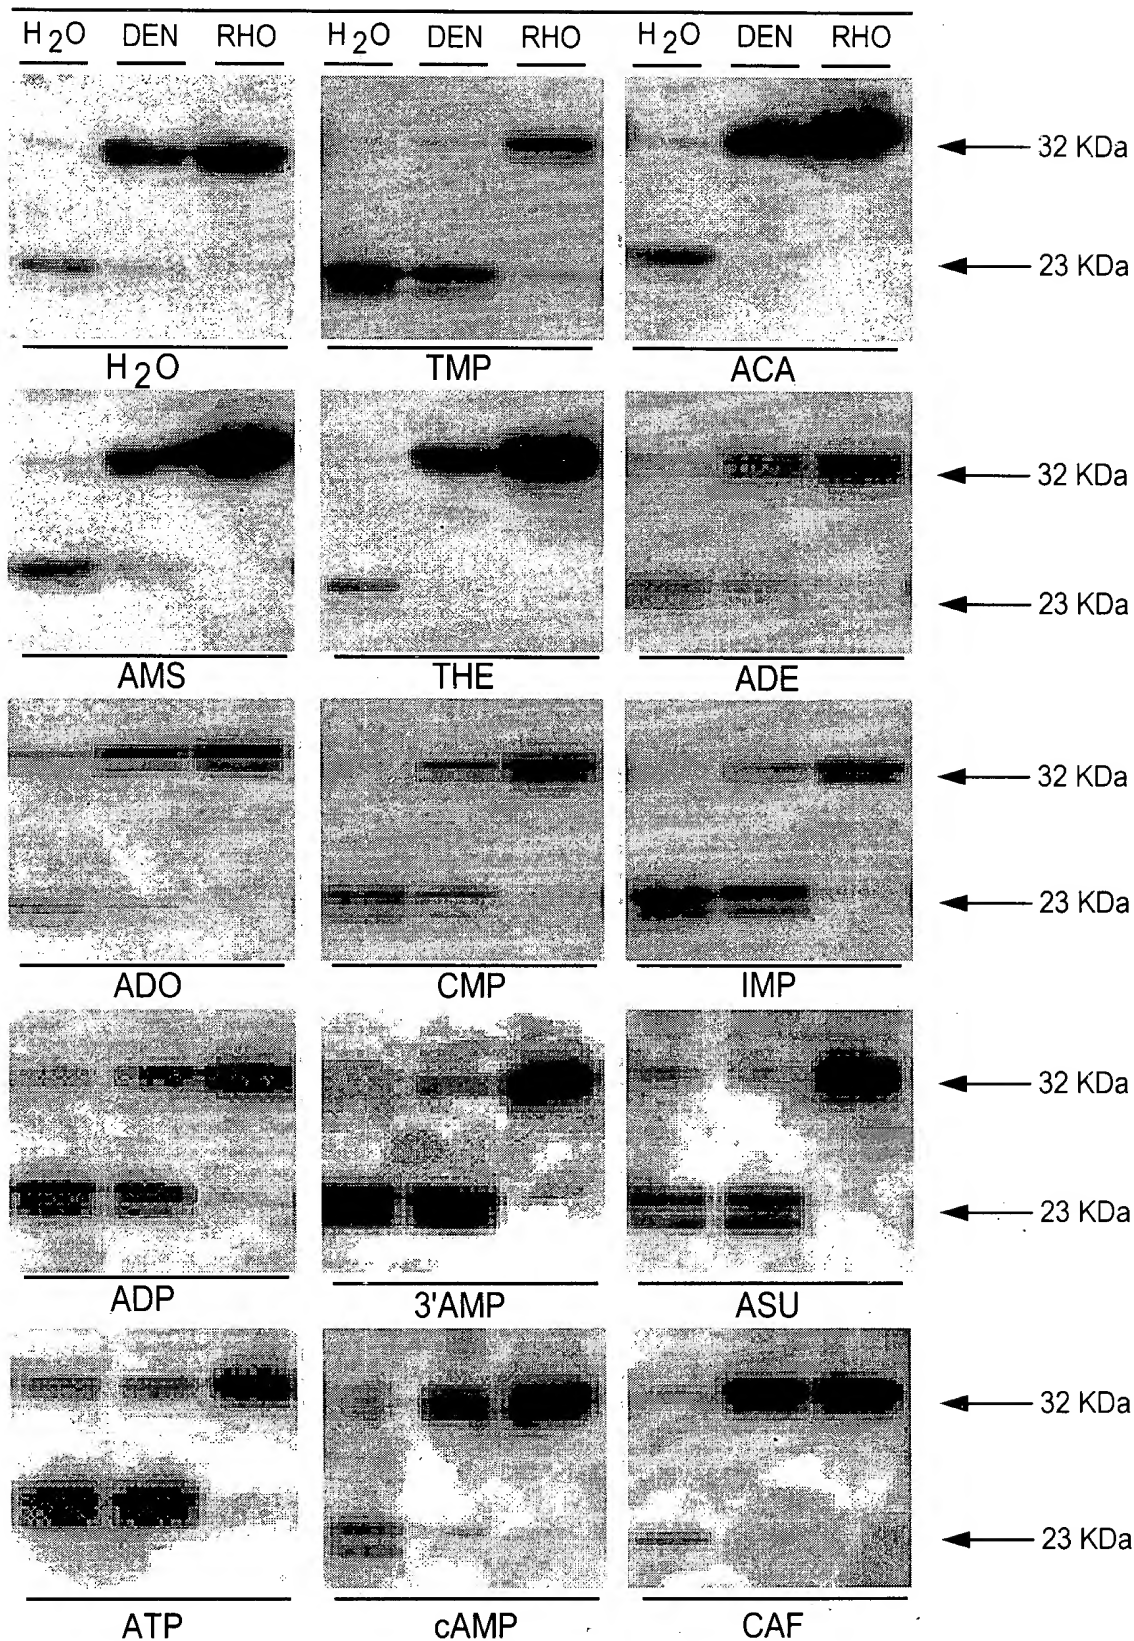 H₂O DEN RHO H₂O DEN RHO H₂O DEN RHO
32 KDa
23 KDa
H₂O TMP ACA
32 KDa
23 KDa
AMS THE ADE
32 KDa
23 KDa
ADO CMP IMP
32 KDa
23 KDa
ADP 3'AMP ASU
32 KDa
23 KDa
ATP cAMP CAF